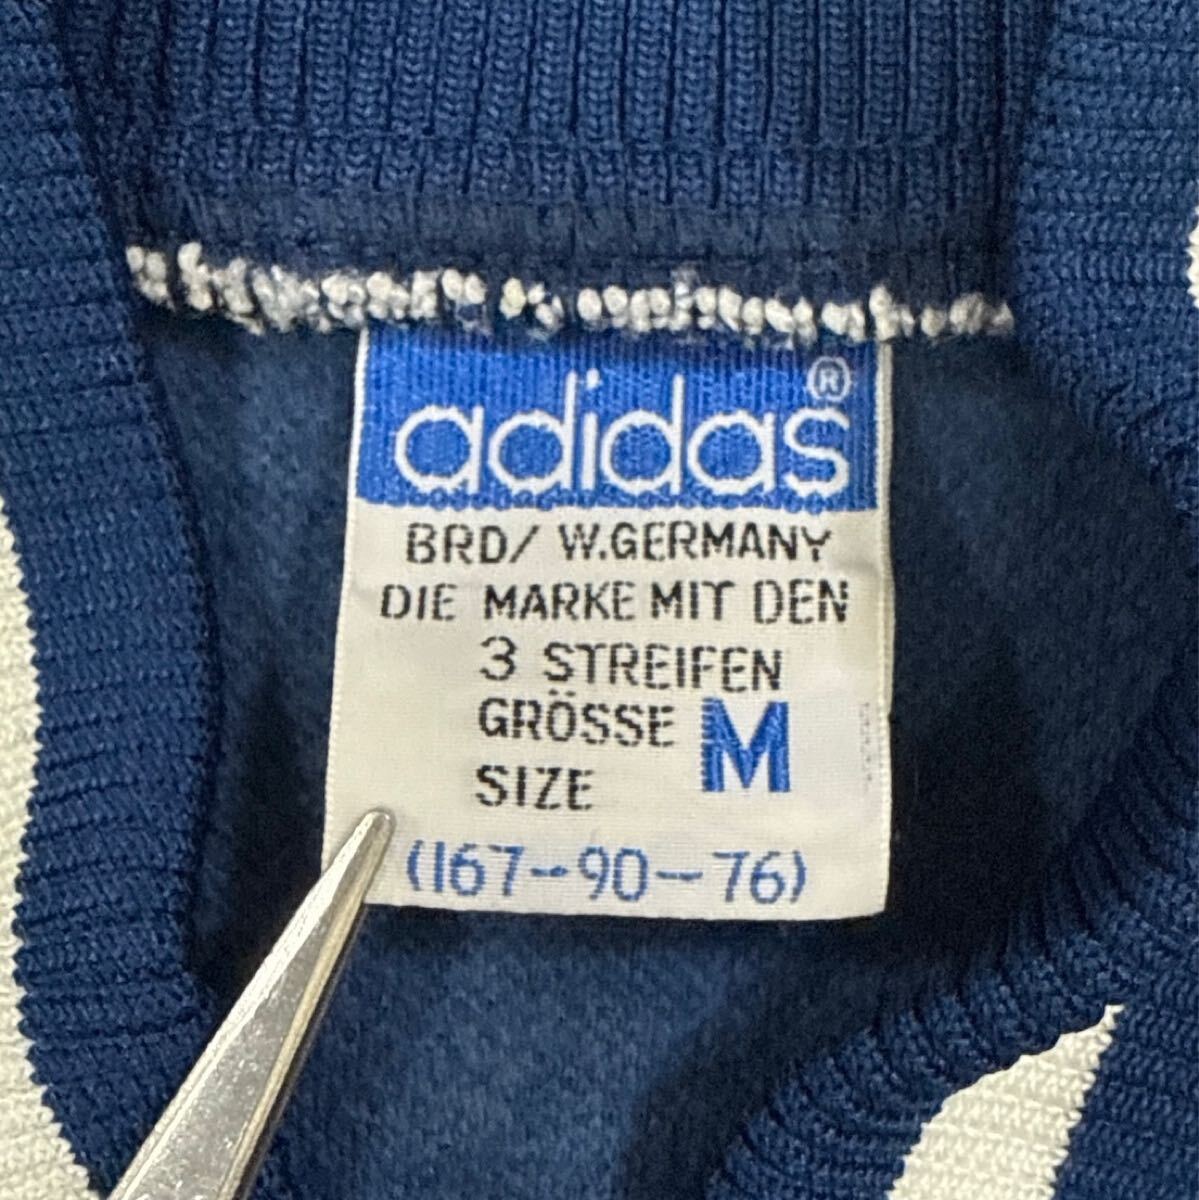 adidas®
BRD/ W.GERMANY
DIE MARKE MIT DEN
3 STREIFEN
GRÖSSE M
SIZE
(167--90-76)